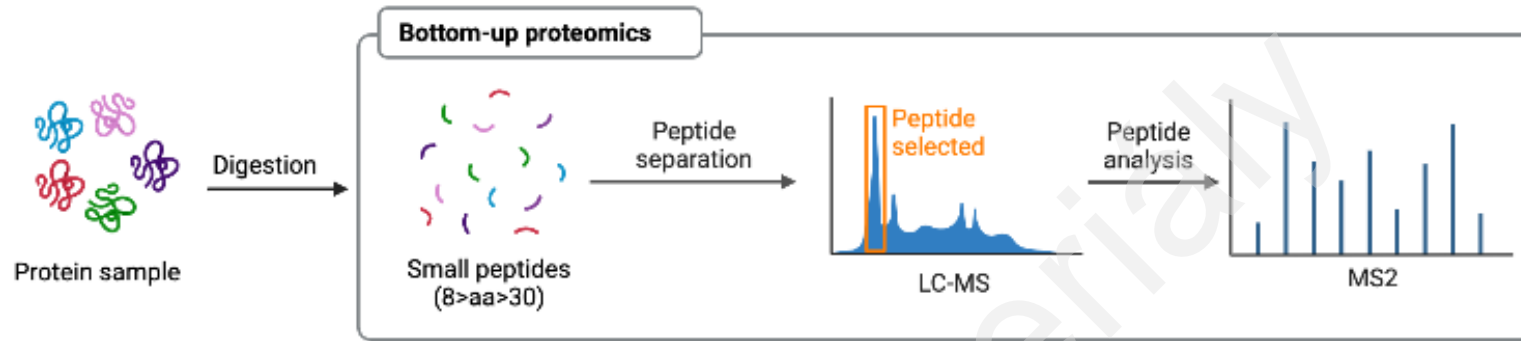 Bottom-up proteomics
Protein sample
Digestion
Small peptides
(8>aa>30)
Peptide
separation
Peptide
selected
LC-MS
Peptide
analysis
MS2
erialy